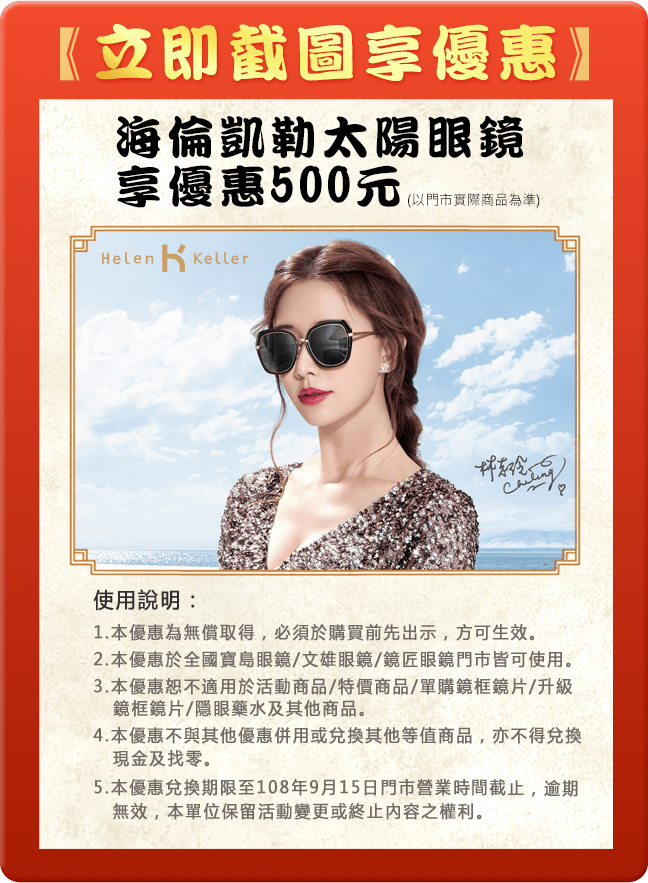 《立即截圖享優惠》
海倫凱勒太陽眼鏡
享優惠500元(以門市實際商品為準)
Helen Keller
林志玲
Chiling
使用說明：
1.本優惠為無償取得，必須於購買前先出示，方可生效。
2.本優惠於全國寶島眼鏡/文雄眼鏡/鏡匠眼鏡門市皆可使用。
3.本優惠恕不適用於活動商品/特價商品/單購鏡框鏡片/升級
鏡框鏡片/隱眼藥水及其他商品。
4.本優惠不與其他優惠併用或兌換其他等值商品，亦不得兌換
現金及找零。
5.本優惠兌換期限至108年9月15日門市營業時間截止，逾期
無效，本單位保留活動變更或終止內容之權利。